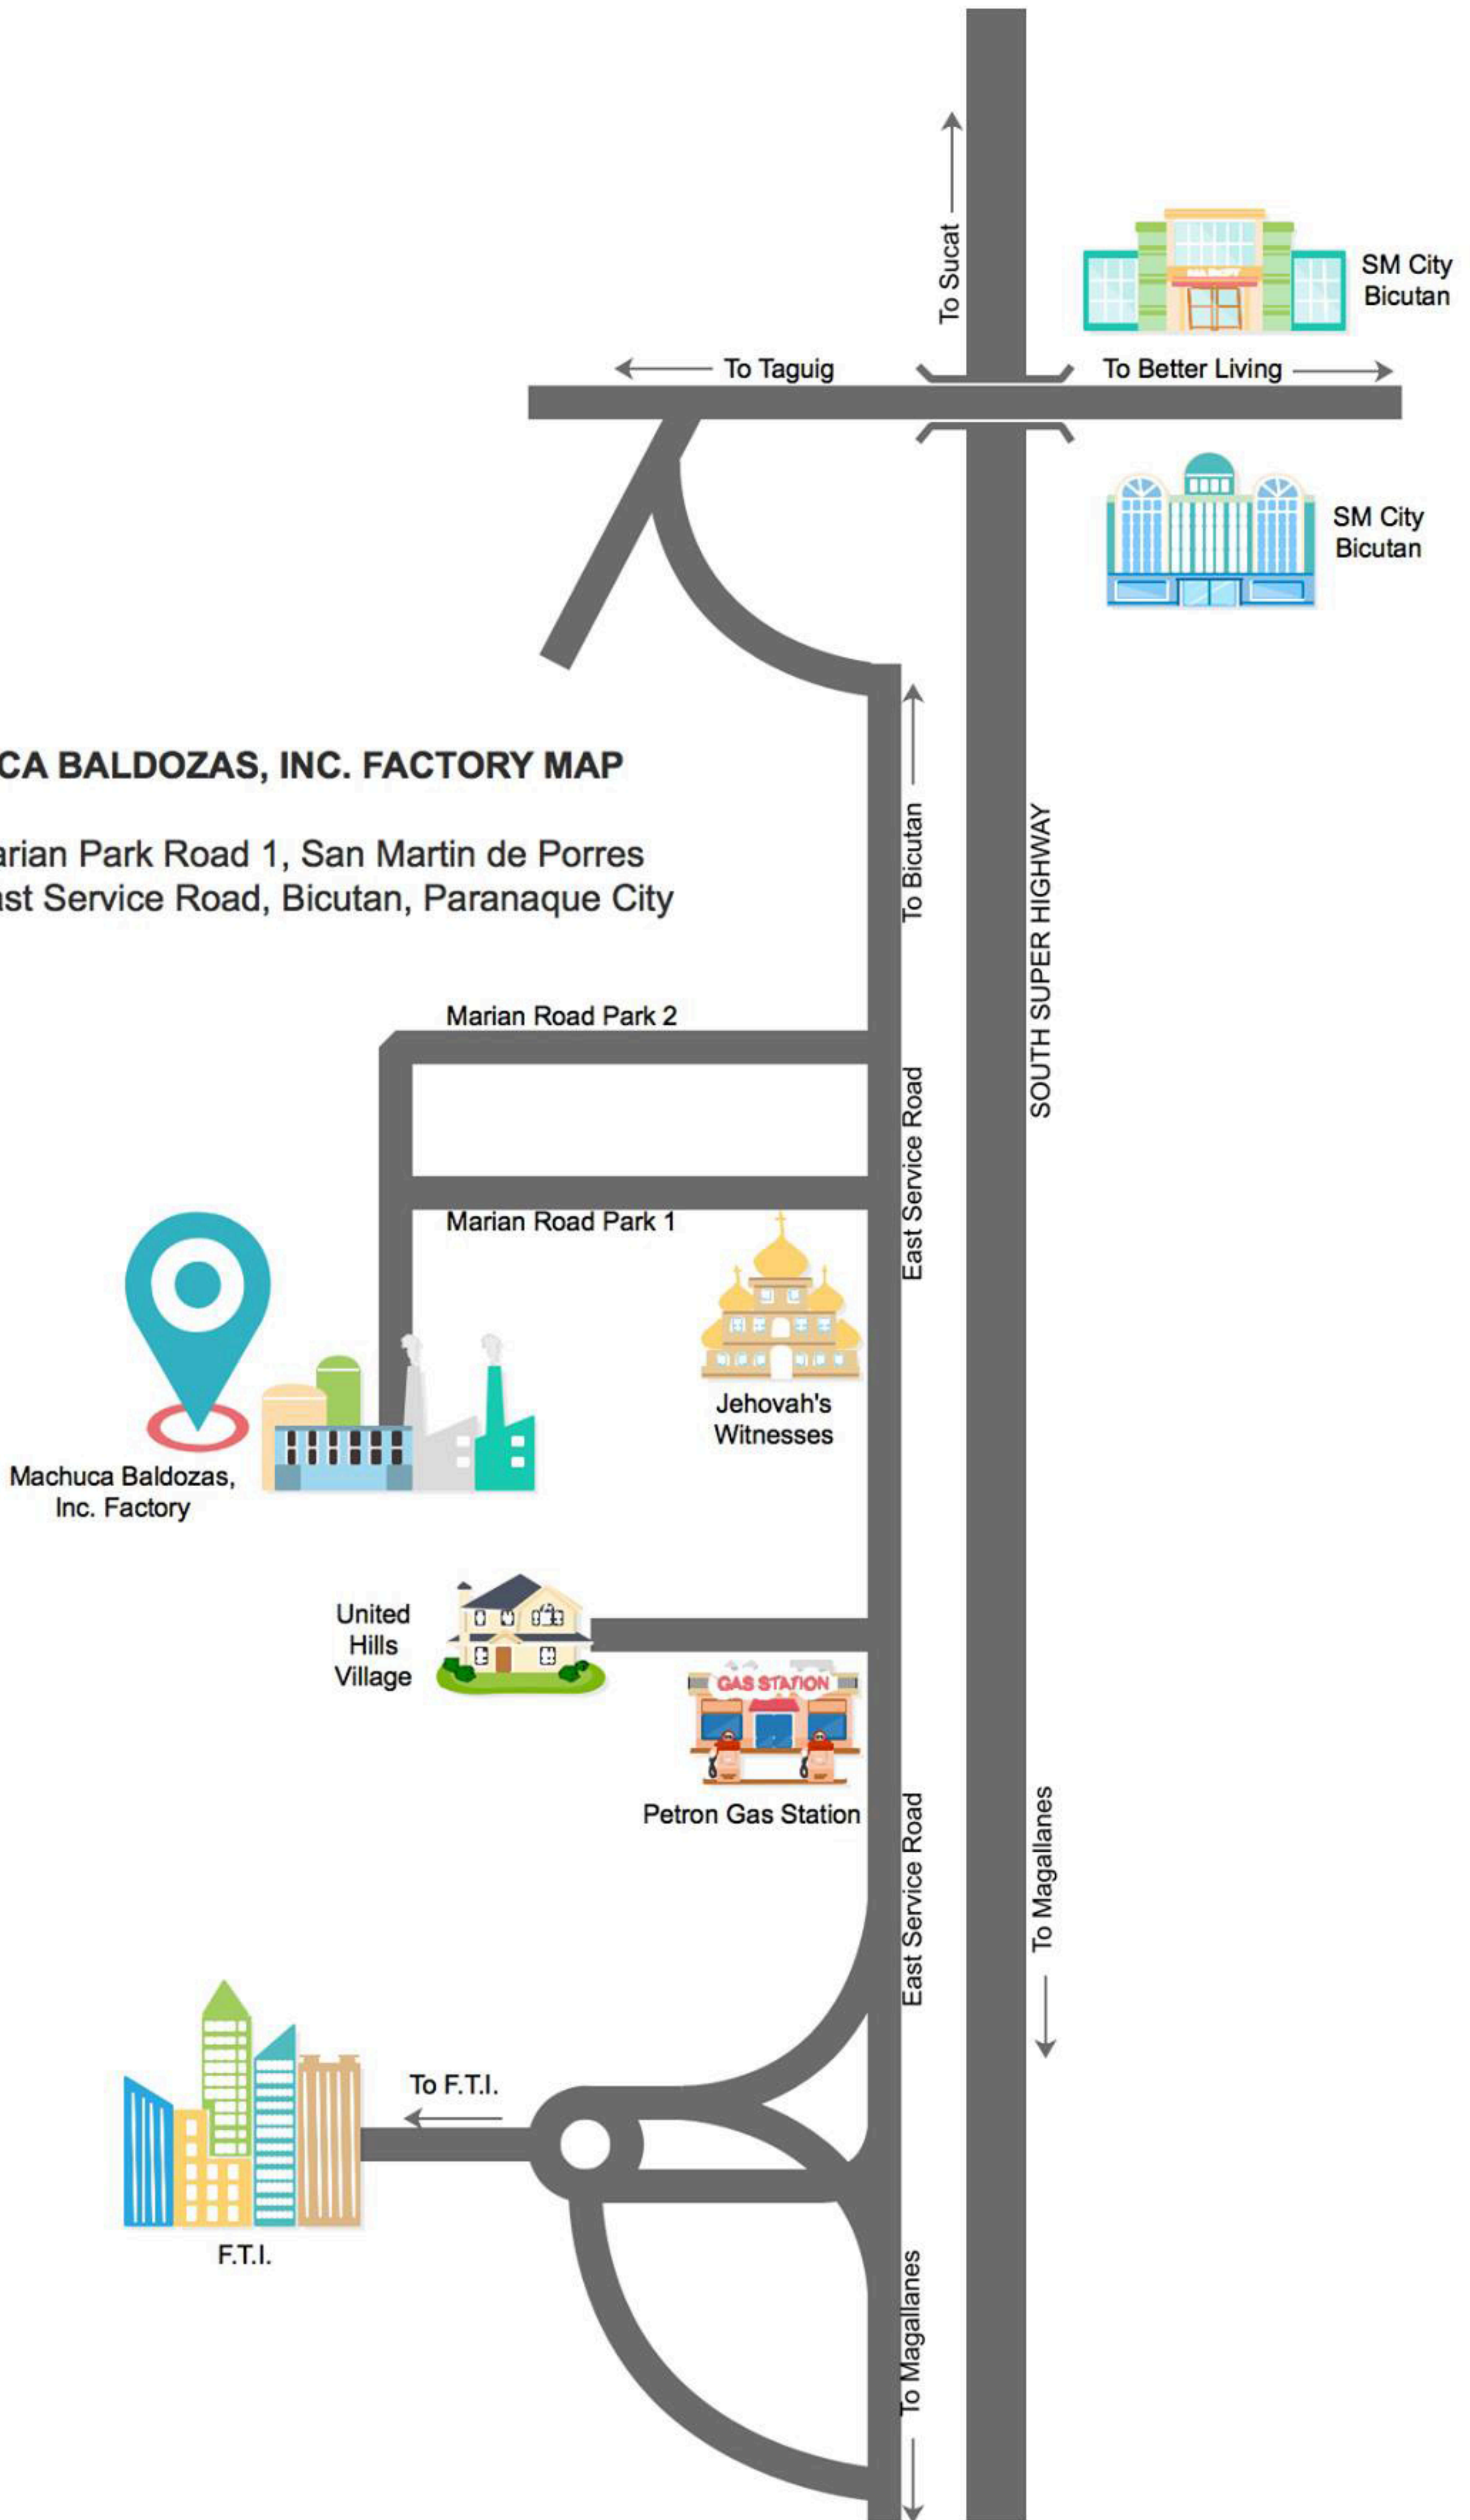 To Sucat
SM City
Bicutan
To Taguig
To Better Living
SM City
Bicutan
CA BALDOZAS, INC. FACTORY MAP
arian Park Road 1, San Martin de Porres
ast Service Road, Bicutan, Paranaque City
To Bicutan
SOUTH SUPER HIGHWAY
Marian Road Park 2
East Service Road
Marian Road Park 1
Jehovah's
Witnesses
Machuca Baldozas,
Inc. Factory
United
Hills
Village
GAS STATION
Petron Gas Station
East Service Road
To Magallanes
To F.T.I.
F.T.I.
To Magallanes